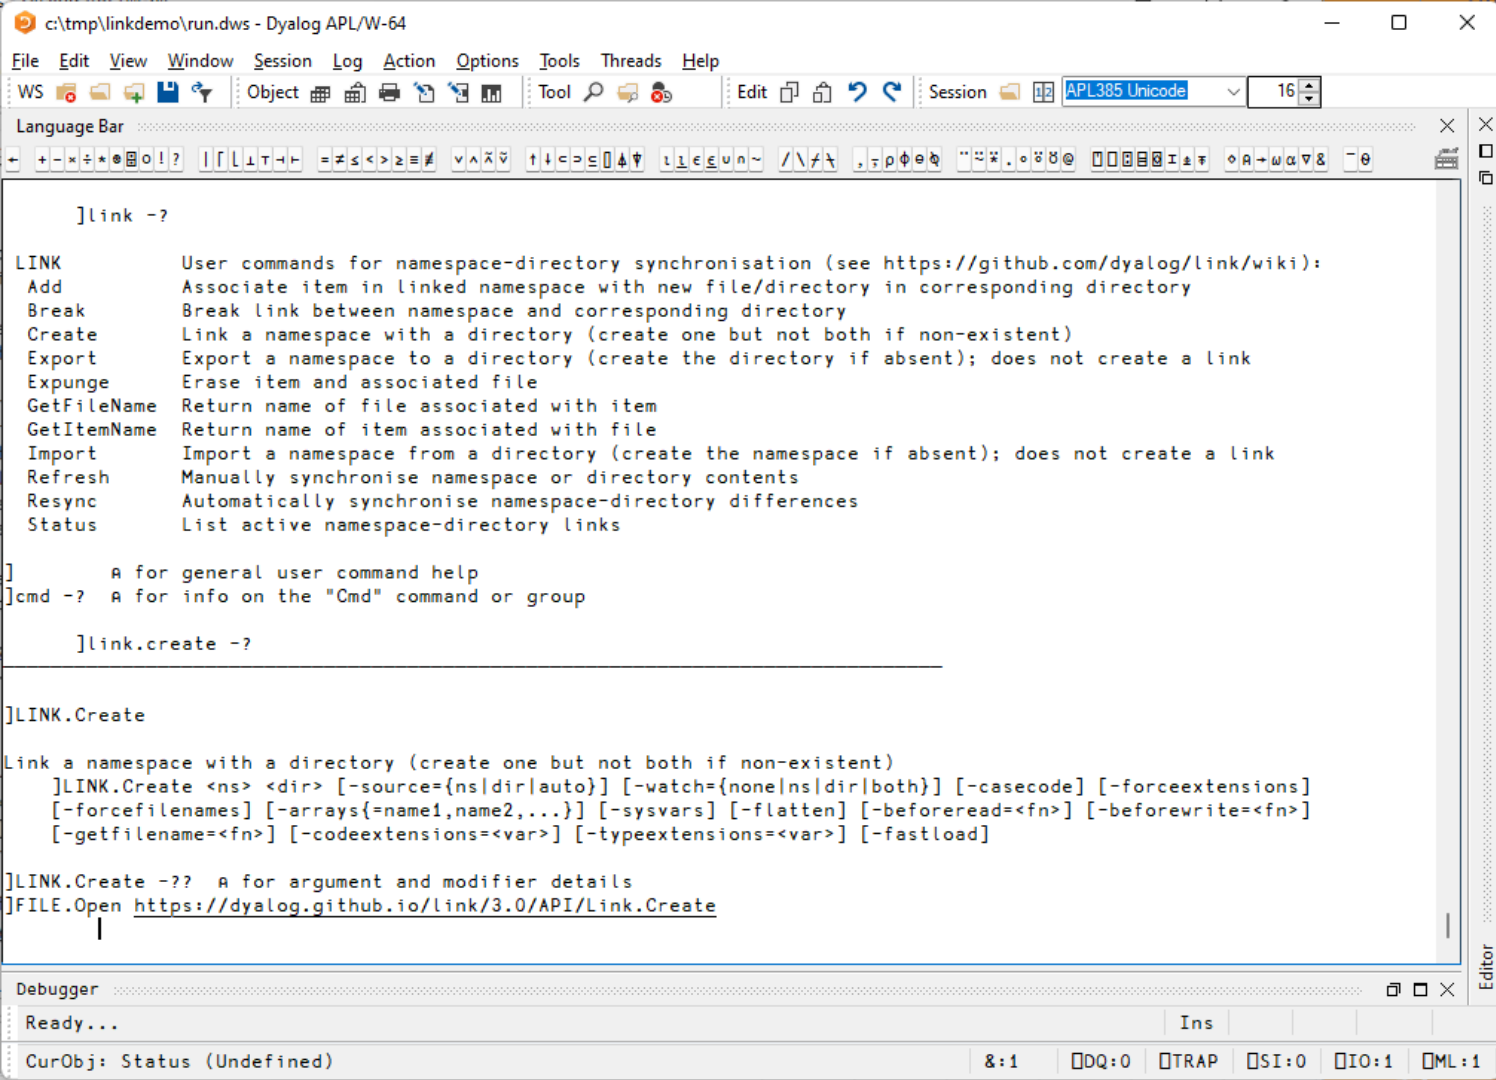 c:\tmp\linkdemo\run.dws - Dyalog APL/W-64
File Edit View Window Session Log Action Options Tools Threads Help
WS Object Tool Edit Session APL385 Unicode 16
Language Bar
]link -?
LINK User commands for namespace-directory synchronisation (see https://github.com/dyalog/link/wiki):
Add Associate item in linked namespace with new file/directory in corresponding directory
Break Break link between namespace and corresponding directory
Create Link a namespace with a directory (create one but not both if non-existent)
Export Export a namespace to a directory (create the directory if absent); does not create a link
Expunge Erase item and associated file
GetFileName Return name of file associated with item
GetItemName Return name of item associated with file
Import Import a namespace from a directory (create the namespace if absent); does not create a link
Refresh Manually synchronise namespace or directory contents
Resync Automatically synchronise namespace-directory differences
Status List active namespace-directory links
] ⍝ for general user command help
]cmd -? ⍝ for info on the "Cmd" command or group
]link.create -?
]LINK.Create
Link a namespace with a directory (create one but not both if non-existent)
]LINK.Create <ns> <dir> [-source={ns|dir|auto}] [-watch={none|ns|dir|both}] [-casecode] [-forceextensions]
[-forcefilenames] [-arrays{=name1,name2,...}] [-sysvars] [-flatten] [-beforeread=<fn>] [-beforewrite=<fn>]
[-getfilename=<fn>] [-codeextensions=<var>] [-typeextensions=<var>] [-fastload]
]LINK.Create -?? ⍝ for argument and modifier details
]FILE.Open https://dyalog.github.io/link/3.0/API/Link.Create
Editor
Debugger
Ready... Ins
CurObj: Status (Undefined) &:1 ⎕DQ:0 ⎕TRAP ⎕SI:0 ⎕IO:1 ⎕ML:1